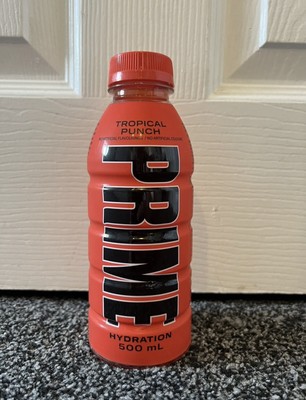 TROPICAL
PUNCH
PRIME
HYDRATION
500 mL